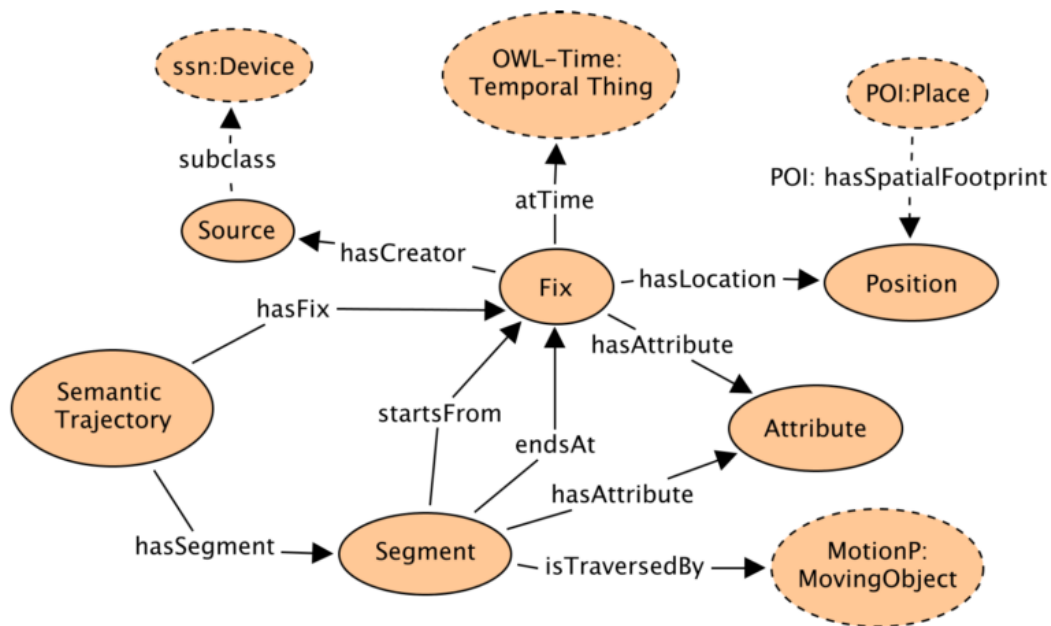 OWL-Time:
Temporal Thing
ssn:Device
POI:Place
subclass
POI: hasSpatialFootprint
atTime
Source
hasCreator
Fix
hasLocation
Position
hasFix
hasAttribute
Semantic
Trajectory
startsFrom
Attribute
endsAt
hasAttribute
hasSegment
Segment
isTraversedBy
MotionP:
MovingObject